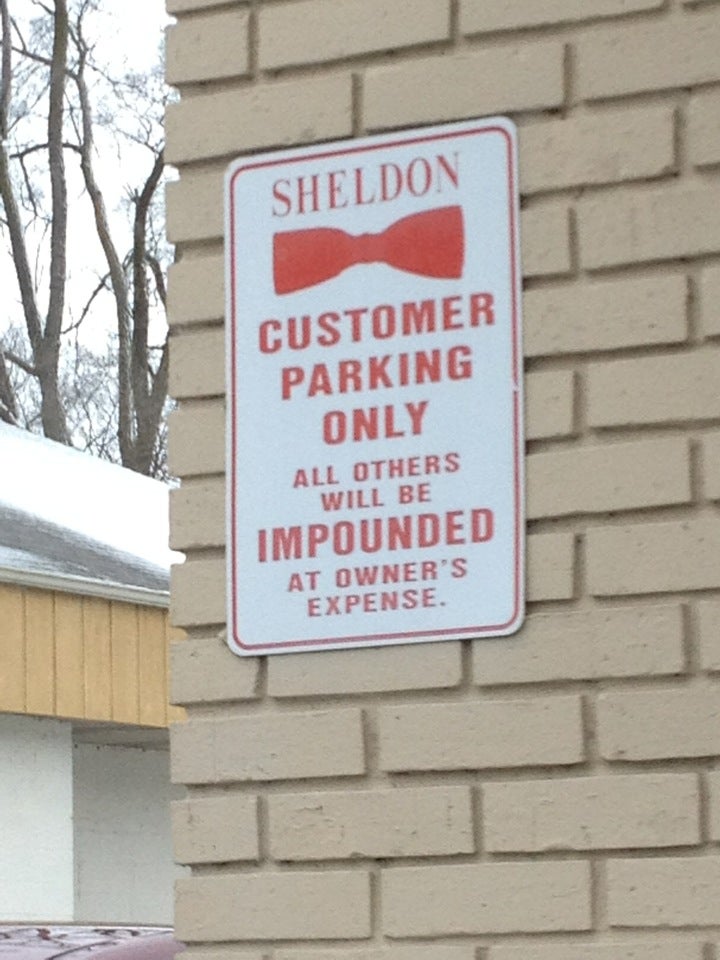 SHELDON
CUSTOMER
PARKING
ONLY
ALL OTHERS
WILL BE
IMPOUNDED
AT OWNER'S
EXPENSE.